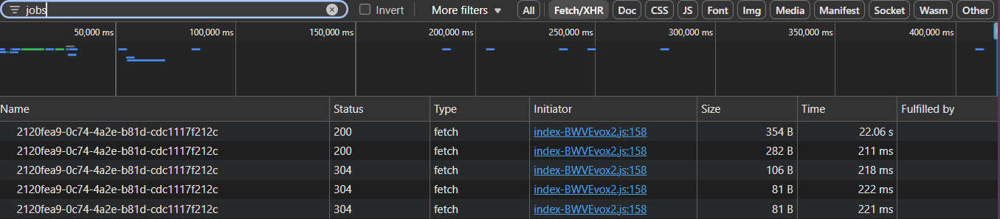 jobs Invert More filters All Fetch/XHR Doc CSS JS Font Img Media Manifest Socket Wasm Other
50,000 ms 100,000 ms 150,000 ms 200,000 ms 250,000 ms 300,000 ms 350,000 ms 400,000 ms
Name Status Type Initiator Size Time Fulfilled by
2120fea9-0c74-4a2e-b81d-cdc1117f212c 200 fetch index-BWVEvox2.js:158 354 B 22.06 s
2120fea9-0c74-4a2e-b81d-cdc1117f212c 200 fetch index-BWVEvox2.js:158 282 B 211 ms
2120fea9-0c74-4a2e-b81d-cdc1117f212c 304 fetch index-BWVEvox2.js:158 106 B 218 ms
2120fea9-0c74-4a2e-b81d-cdc1117f212c 304 fetch index-BWVEvox2.js:158 81 B 222 ms
2120fea9-0c74-4a2e-b81d-cdc1117f212c 304 fetch index-BWVEvox2.js:158 81 B 221 ms